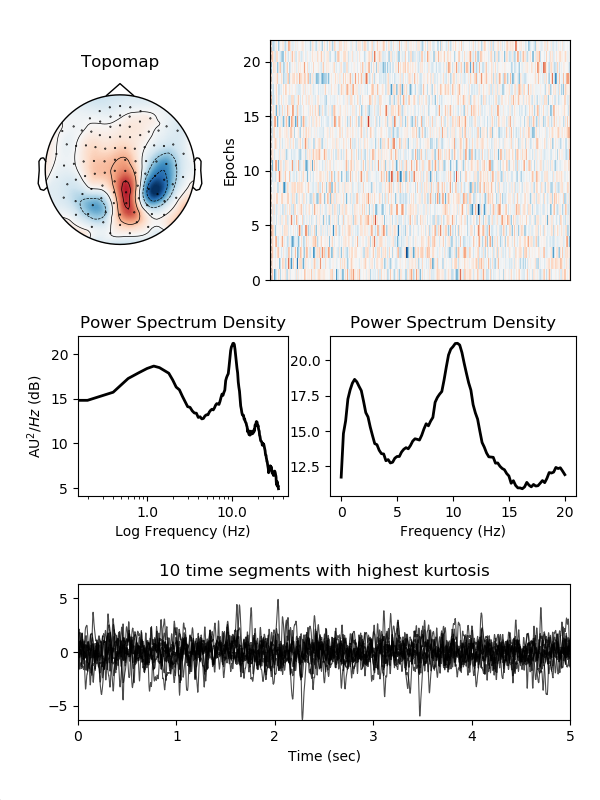 Topomap
Epochs
20
15
10
5
0
Power Spectrum Density
AU²/Hz (dB)
20
15
10
5
1.0 10.0
Log Frequency (Hz)
Power Spectrum Density
20.0
17.5
15.0
12.5
0 5 10 15 20
Frequency (Hz)
10 time segments with highest kurtosis
5
0
−5
0 1 2 3 4 5
Time (sec)